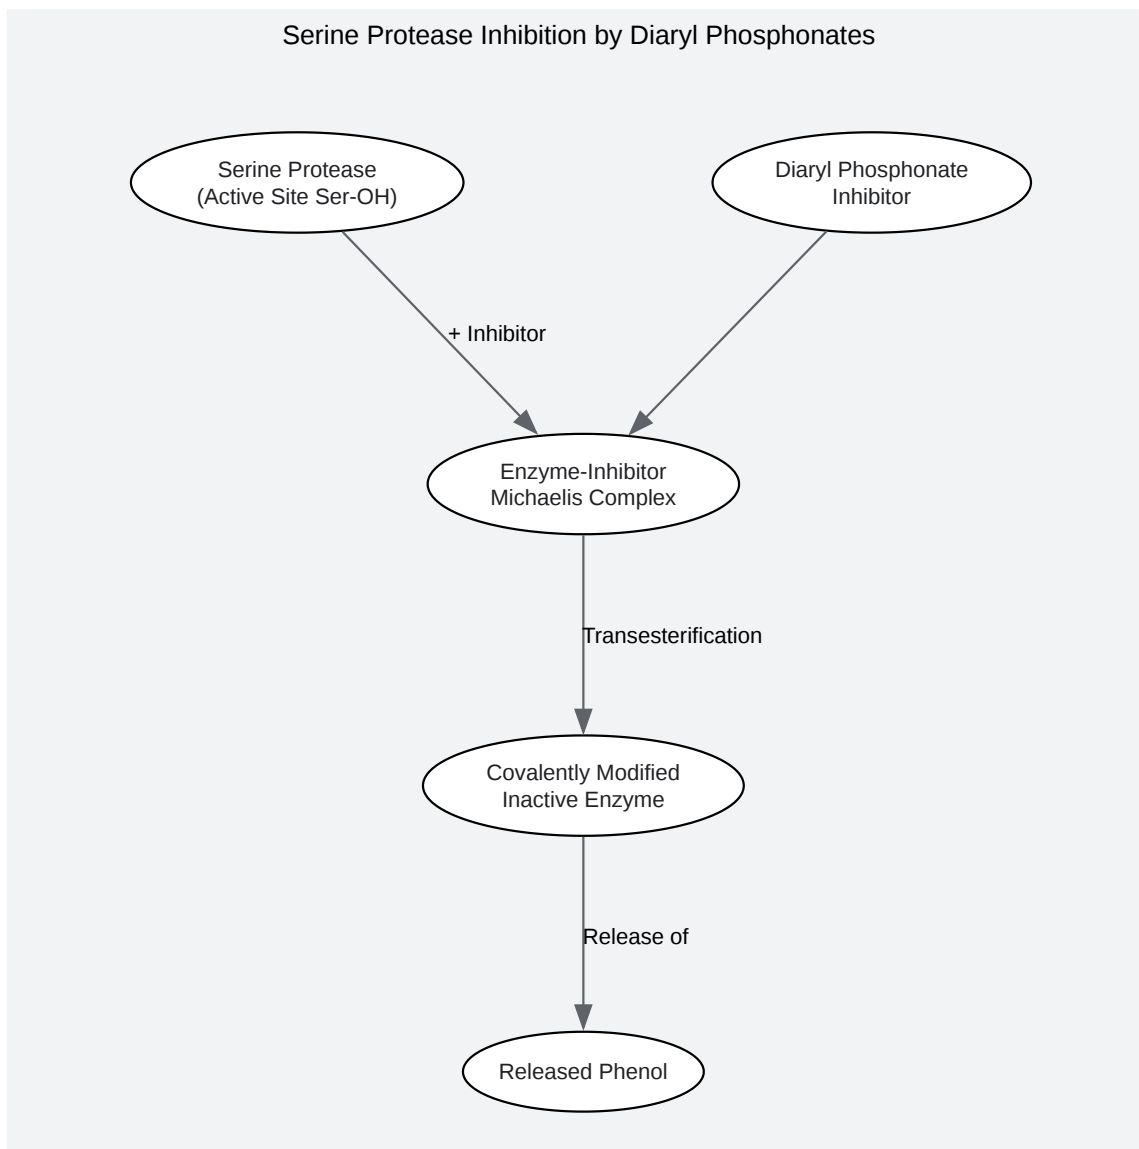 Serine Protease Inhibition by Diaryl Phosphonates
Serine Protease
(Active Site Ser-OH)
Diaryl Phosphonate
Inhibitor
+ Inhibitor
Enzyme-Inhibitor
Michaelis Complex
Transesterification
Covalently Modified
Inactive Enzyme
Release of
Released Phenol